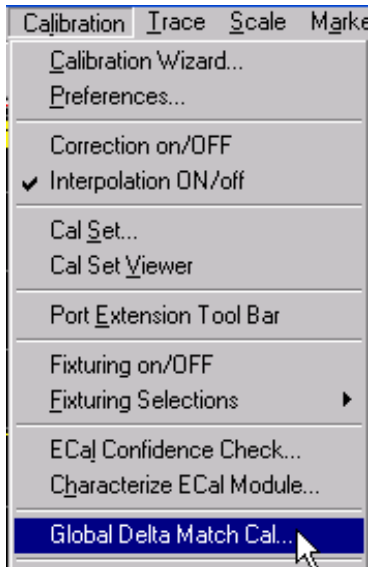 Calibration Trace Scale Marke
Calibration Wizard...
Preferences...
Correction on/OFF
Interpolation ON/off
Cal Set...
Cal Set Viewer
Port Extension Tool Bar
Fixturing on/OFF
Fixturing Selections
ECal Confidence Check...
Characterize ECal Module...
Global Delta Match Cal...